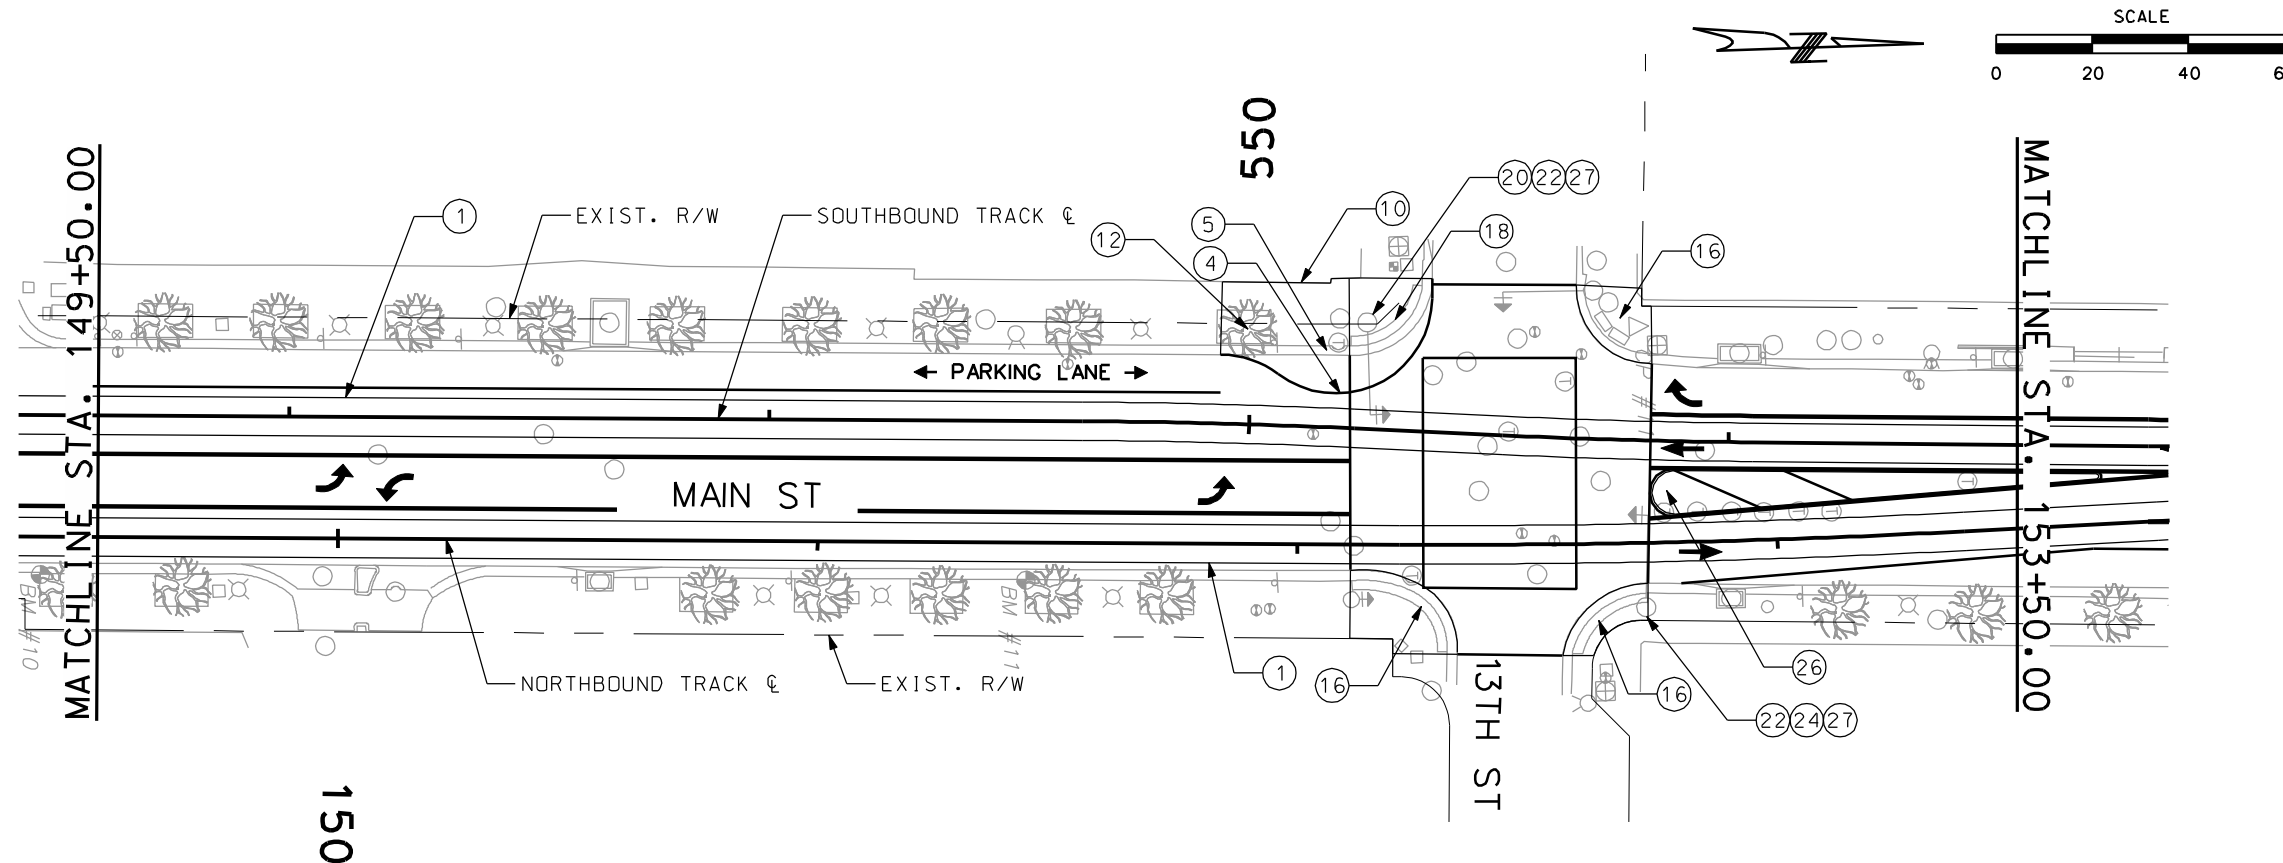 SCALE
0 20 40
MATCHLINE STA. 149+50.00
550
MATCHLINE STA. 153+50.00
20 22 27
1
EXIST. R/W
SOUTHBOUND TRACK ℄
10
5
18
12
4
16
PARKING LANE
MAIN ST
BM #10
BM #11
NORTHBOUND TRACK ℄
EXIST. R/W
1
16
13TH ST
16
26
22 24 27
150